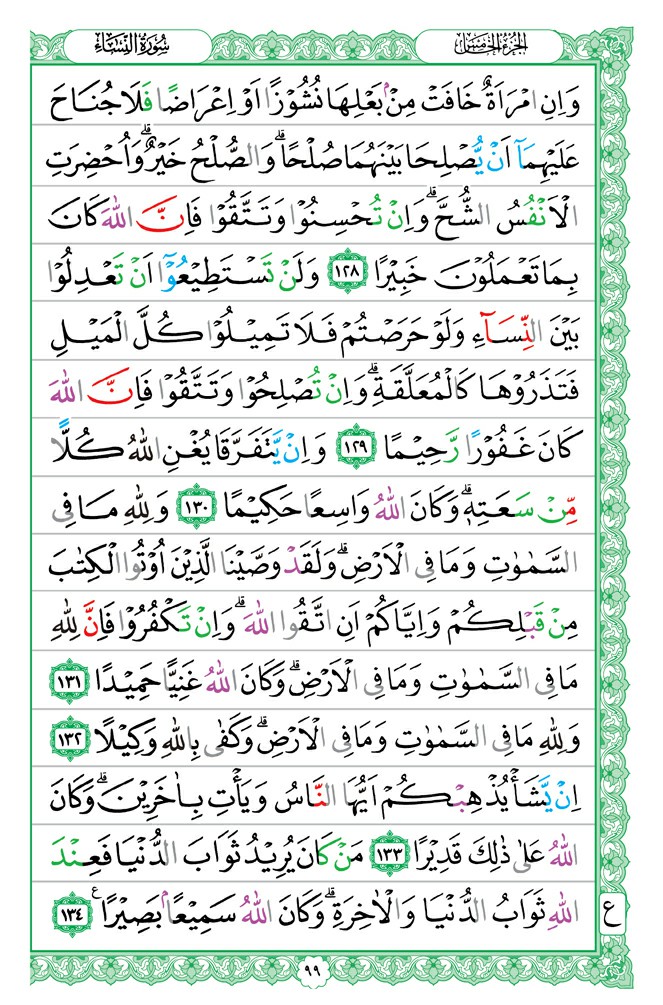 الجزء الخامس
سورة النساء
وَاِنِ امْرَاَةٌ خَافَتْ مِنْۢ بَعْلِهَا نُشُوْزًا اَوْ اِعْرَاضًا فَلَا جُنَاحَ
عَلَيْهِمَاۤ اَنْ يُّصْلِحَا بَيْنَهُمَا صُلْحًاؕ وَالصُّلْحُ خَيْرٌؕ وَاُحْضِرَتِ
الْاَنْفُسُ الشُّحَّؕ وَاِنْ تُحْسِنُوْا وَتَتَّقُوْا فَاِنَّ اللّٰهَ كَانَ
بِمَا تَعْمَلُوْنَ خَبِيْرًا ١٢٨ وَلَنْ تَسْتَطِيْعُوْۤا اَنْ تَعْدِلُوْا
بَيْنَ النِّسَآءِ وَلَوْ حَرَصْتُمْ فَلَا تَمِيْلُوْا كُلَّ الْمَيْلِ
فَتَذَرُوْهَا كَالْمُعَلَّقَةِؕ وَاِنْ تُصْلِحُوْا وَتَتَّقُوْا فَاِنَّ اللّٰهَ
كَانَ غَفُوْرًا رَّحِيْمًا ١٢٩ وَاِنْ يَّتَفَرَّقَا يُغْنِ اللّٰهُ كُلًّا
مِّنْ سَعَتِهٖؕ وَكَانَ اللّٰهُ وَاسِعًا حَكِيْمًا ١٣٠ وَلِلّٰهِ مَا فِى
السَّمٰوٰتِ وَمَا فِى الْاَرْضِؕ وَلَقَدْ وَصَّيْنَا الَّذِيْنَ اُوْتُوا الْكِتٰبَ
مِنْ قَبْلِكُمْ وَاِيَّاكُمْ اَنِ اتَّقُوا اللّٰهَؕ وَاِنْ تَكْفُرُوْا فَاِنَّ لِلّٰهِ
مَا فِى السَّمٰوٰتِ وَمَا فِى الْاَرْضِؕ وَكَانَ اللّٰهُ غَنِيًّا حَمِيْدًا ١٣١
وَلِلّٰهِ مَا فِى السَّمٰوٰتِ وَمَا فِى الْاَرْضِؕ وَكَفٰى بِاللّٰهِ وَكِيْلًا ١٣٢
اِنْ يَّشَاْ يُذْهِبْكُمْ اَيُّهَا النَّاسُ وَيَاْتِ بِاٰخَرِيْنَؕ وَكَانَ
اللّٰهُ عَلٰى ذٰلِكَ قَدِيْرًا ١٣٣ مَنْ كَانَ يُرِيْدُ ثَوَابَ الدُّنْيَا فَعِنْدَ
اللّٰهِ ثَوَابُ الدُّنْيَا وَالْاٰخِرَةِؕ وَكَانَ اللّٰهُ سَمِيْعًۢا بَصِيْرًا ١٣٤
ع
٩٩